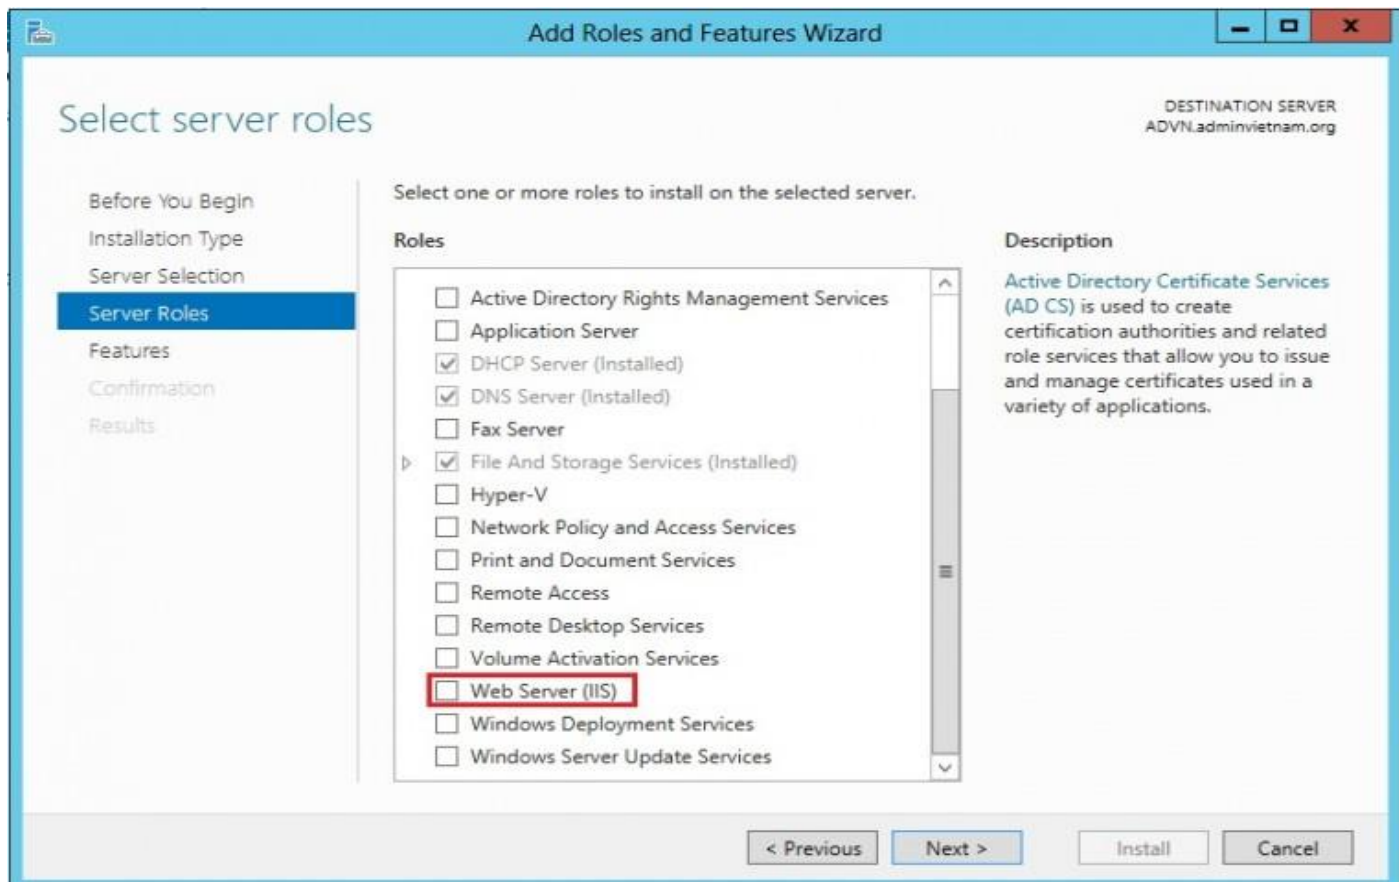 Add Roles and Features Wizard
Select server roles
DESTINATION SERVER
ADVN.adminvietnam.org
Before You Begin
Installation Type
Server Selection
Server Roles
Features
Confirmation
Results
Select one or more roles to install on the selected server.
Roles
Active Directory Rights Management Services
Application Server
DHCP Server (Installed)
DNS Server (Installed)
Fax Server
File And Storage Services (Installed)
Hyper-V
Network Policy and Access Services
Print and Document Services
Remote Access
Remote Desktop Services
Volume Activation Services
Web Server (IIS)
Windows Deployment Services
Windows Server Update Services
Description
Active Directory Certificate Services
(AD CS) is used to create
certification authorities and related
role services that allow you to issue
and manage certificates used in a
variety of applications.
< Previous
Next >
Install
Cancel